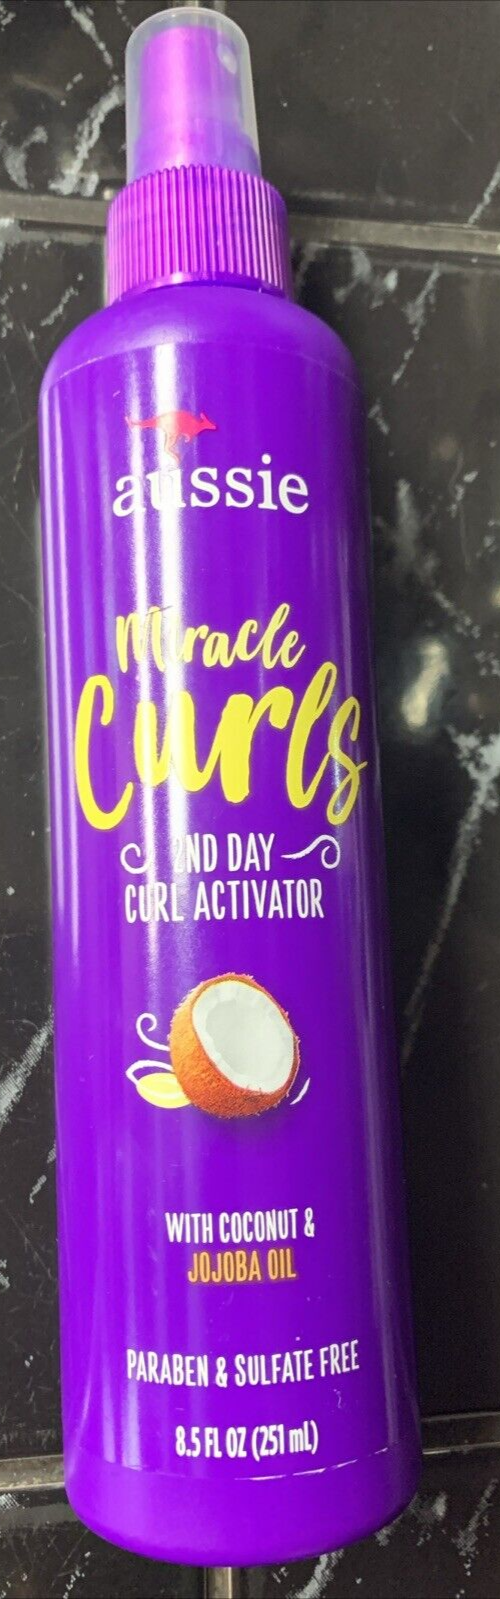 aussie
Miracle
Curls
2ND DAY
CURL ACTIVATOR
WITH COCONUT &
JOJOBA OIL
PARABEN & SULFATE FREE
8.5 FL OZ (251 mL)